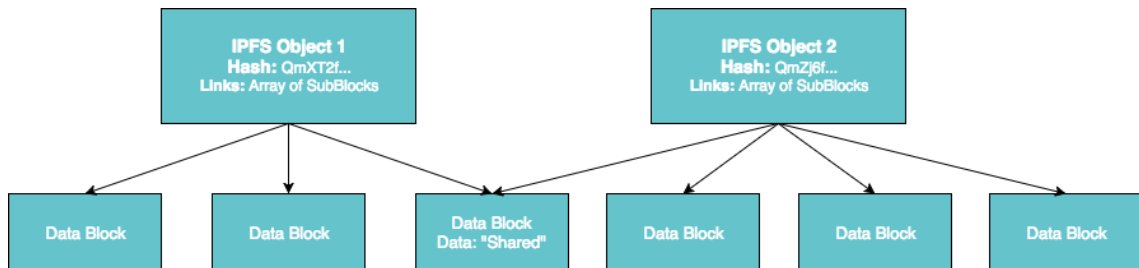 IPFS Object 1
Hash: QmXT2f...
Links: Array of SubBlocks
IPFS Object 2
Hash: QmZj6f...
Links: Array of SubBlocks
Data Block
Data Block
Data Block
Data: "Shared"
Data Block
Data Block
Data Block